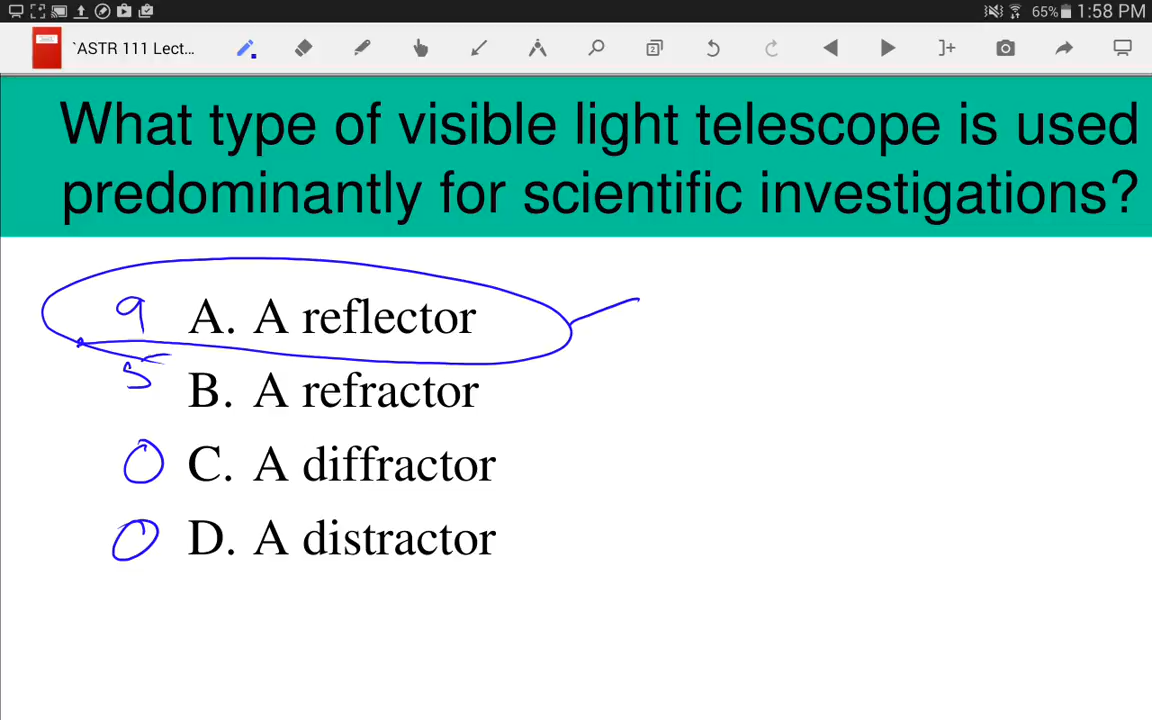 65% 1:58 PM
`ASTR 111 Lect...
2
What type of visible light telescope is used
predominantly for scientific investigations?
9 A. A reflector
5 B. A refractor
0 C. A diffractor
0 D. A distractor